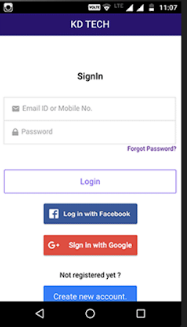 VoLTE LTE 11:07
KD TECH
SignIn
Email ID or Mobile No.
Password
Forgot Password?
Login
Log in with Facebook
G+ Sign in with Google
Not registered yet ?
Create new account.